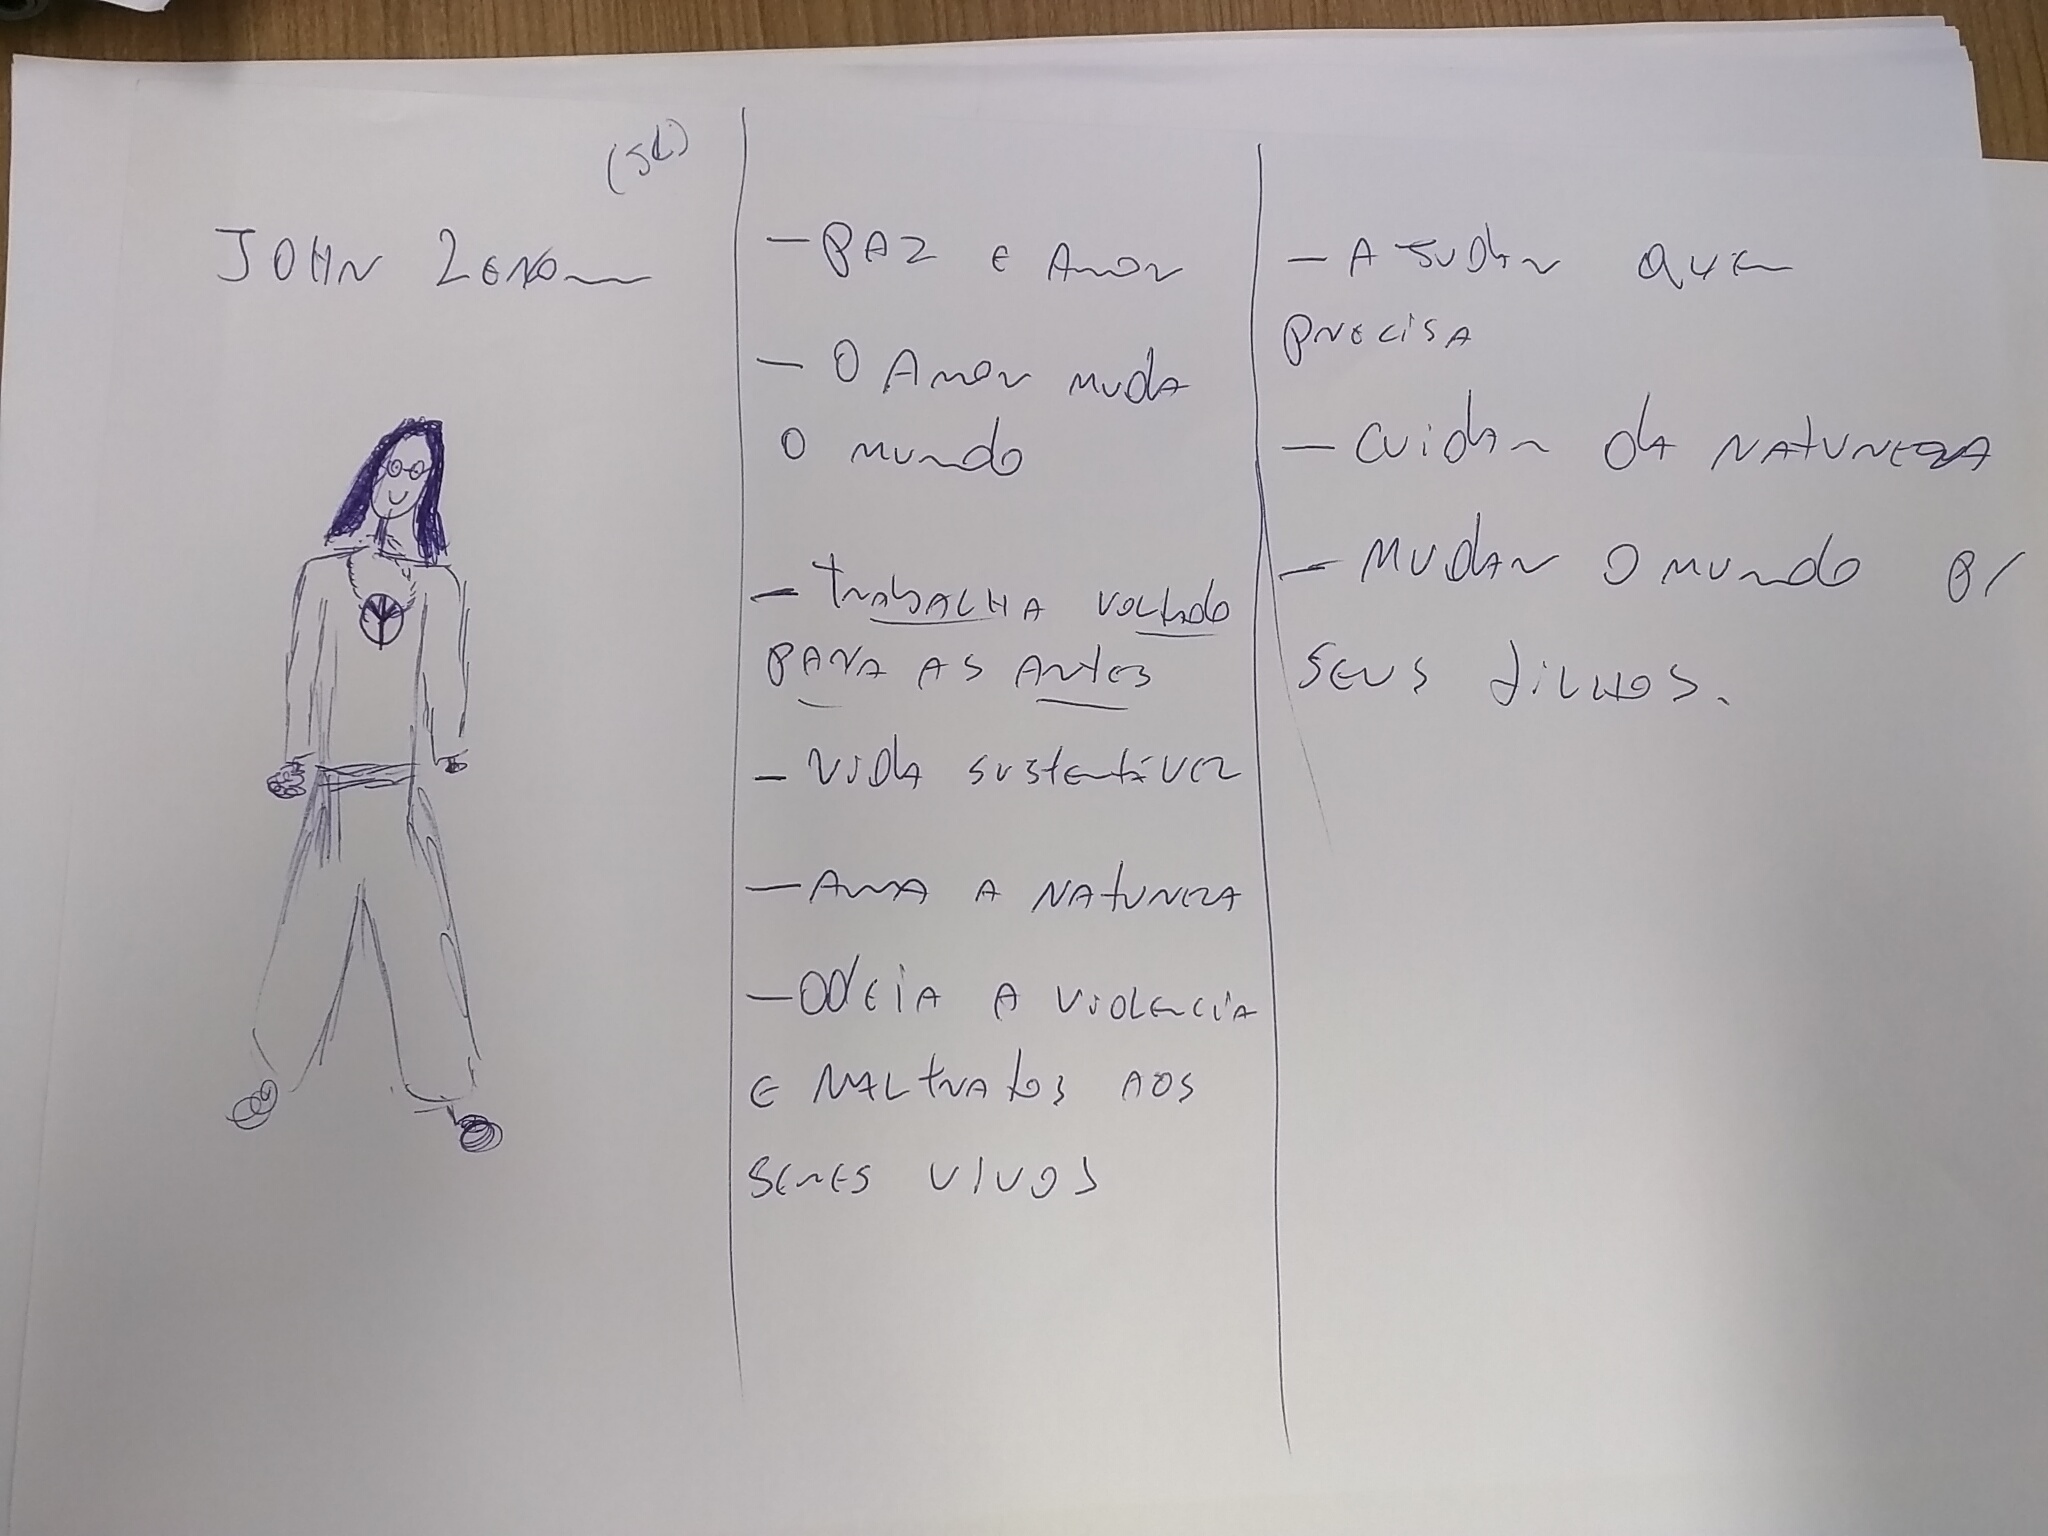 JOHN Lenon
- PAZ e Amor
- O Amor muda
o mundo
- trabalha voltado
para as Artes
- vida sustentável
- Ama a natureza
- odeia a violencia
e maltratos aos
seres vivos
- Ajudar quem
precisa
- cuidar da natureza
- mudar o mundo p/
seus filhos.